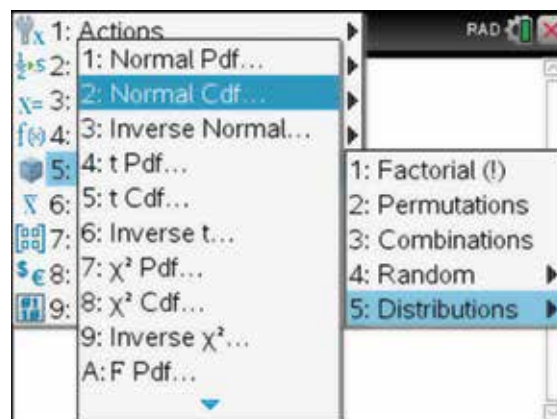 1: Actions
RAD
2:
3:
4:
5:
6:
7:
8:
9:
1: Normal Pdf...
2: Normal Cdf...
3: Inverse Normal...
4: t Pdf...
5: t Cdf...
6: Inverse t...
7: χ² Pdf...
8: χ² Cdf...
9: Inverse χ²...
A: F Pdf...
1: Factorial (!)
2: Permutations
3: Combinations
4: Random
5: Distributions